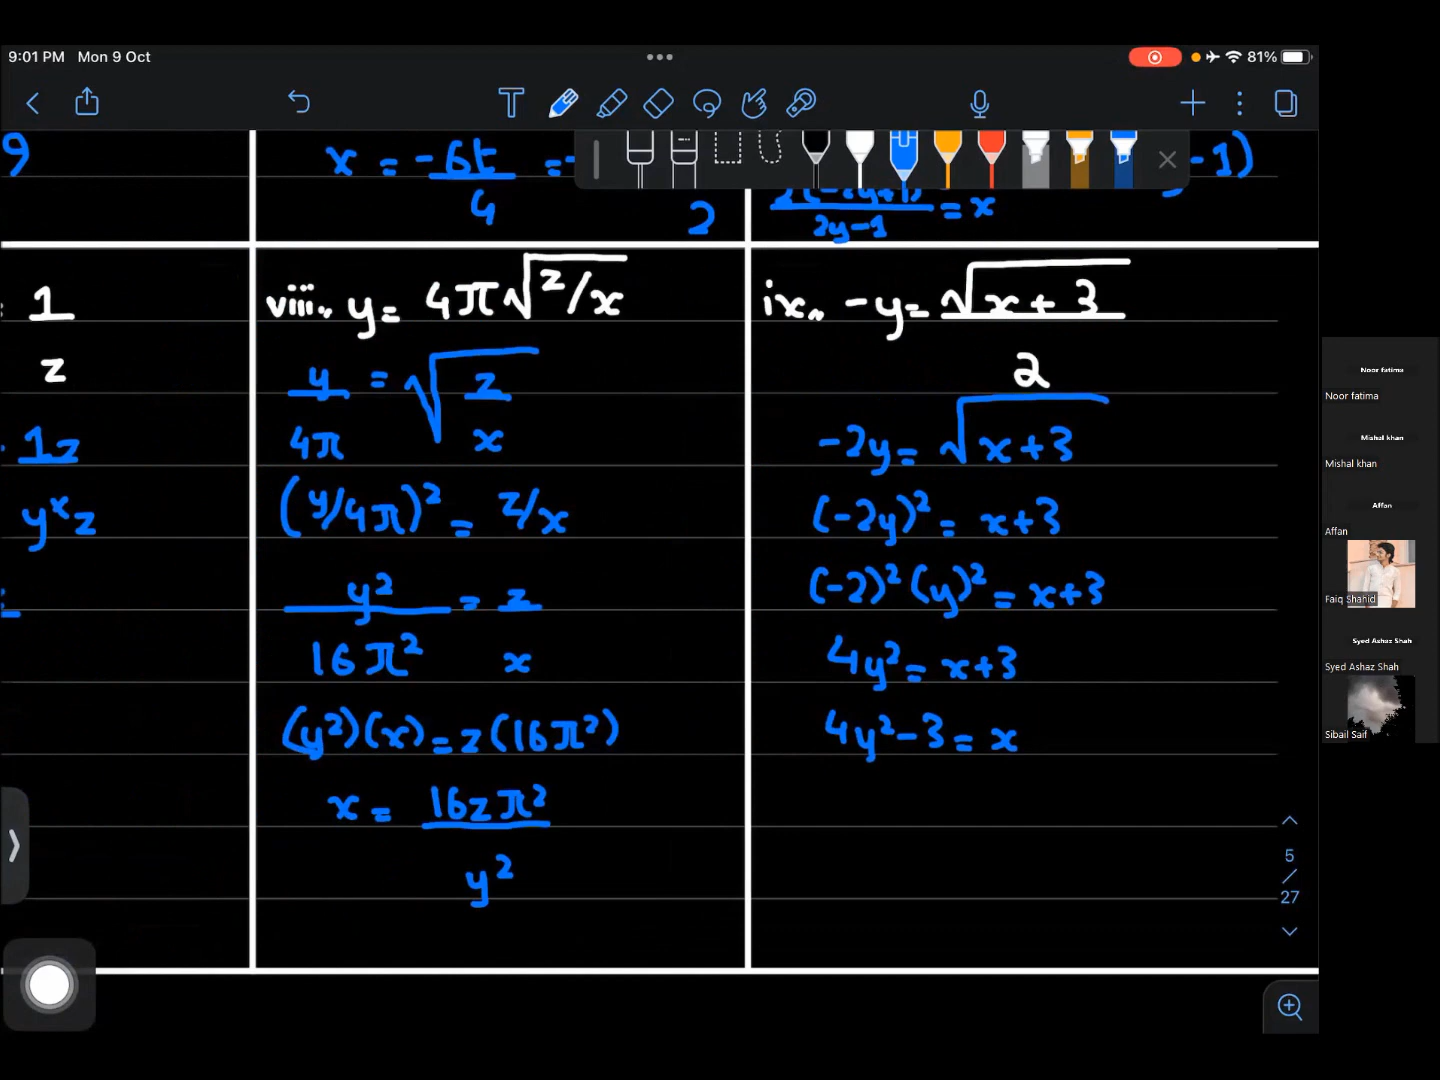 9:01 PM Mon 9 Oct
81%
9
x = -6t/4 =-
2
= x
2y-1
-1)
1
z
1z
yˣz
viii.. y = 4π√(z/x)
y/4π = √(z/x)
(y/4π)² = z/x
y²/16π² = z/x
(y²)(x) = z(16π²)
x = 16zπ²/y²
ix.. -y = √(x+3)/2
-2y = √(x+3)
(-2y)² = x+3
(-2)²(y)² = x+3
4y² = x+3
4y²-3 = x
5
/
27
Noor fatima
Noor fatima
Mishal khan
Mishal khan
Affan
Affan
Faiq Shahid
Syed Ashaz Shah
Syed Ashaz Shah
Sibail Saif